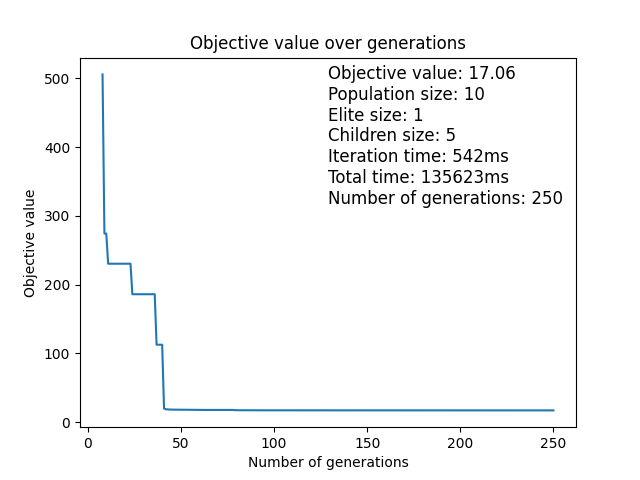 Objective value over generations
Objective value: 17.06
Population size: 10
Elite size: 1
Children size: 5
Iteration time: 542ms
Total time: 135623ms
Number of generations: 250
Objective value
500
400
300
200
100
0
0 50 100 150 200 250
Number of generations